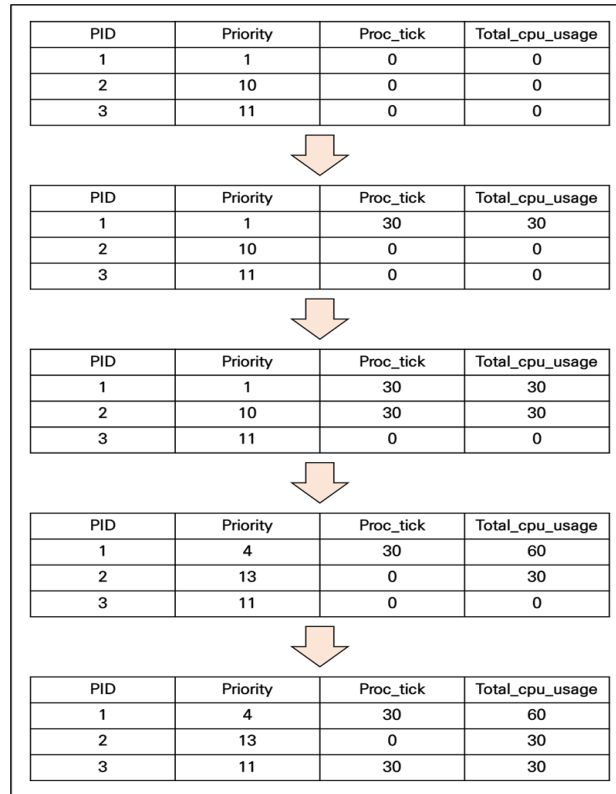 PID Priority Proc_tick Total_cpu_usage
1 1 0 0
2 10 0 0
3 11 0 0
PID Priority Proc_tick Total_cpu_usage
1 1 30 30
2 10 0 0
3 11 0 0
PID Priority Proc_tick Total_cpu_usage
1 1 30 30
2 10 30 30
3 11 0 0
PID Priority Proc_tick Total_cpu_usage
1 4 30 60
2 13 0 30
3 11 0 0
PID Priority Proc_tick Total_cpu_usage
1 4 30 60
2 13 0 30
3 11 30 30